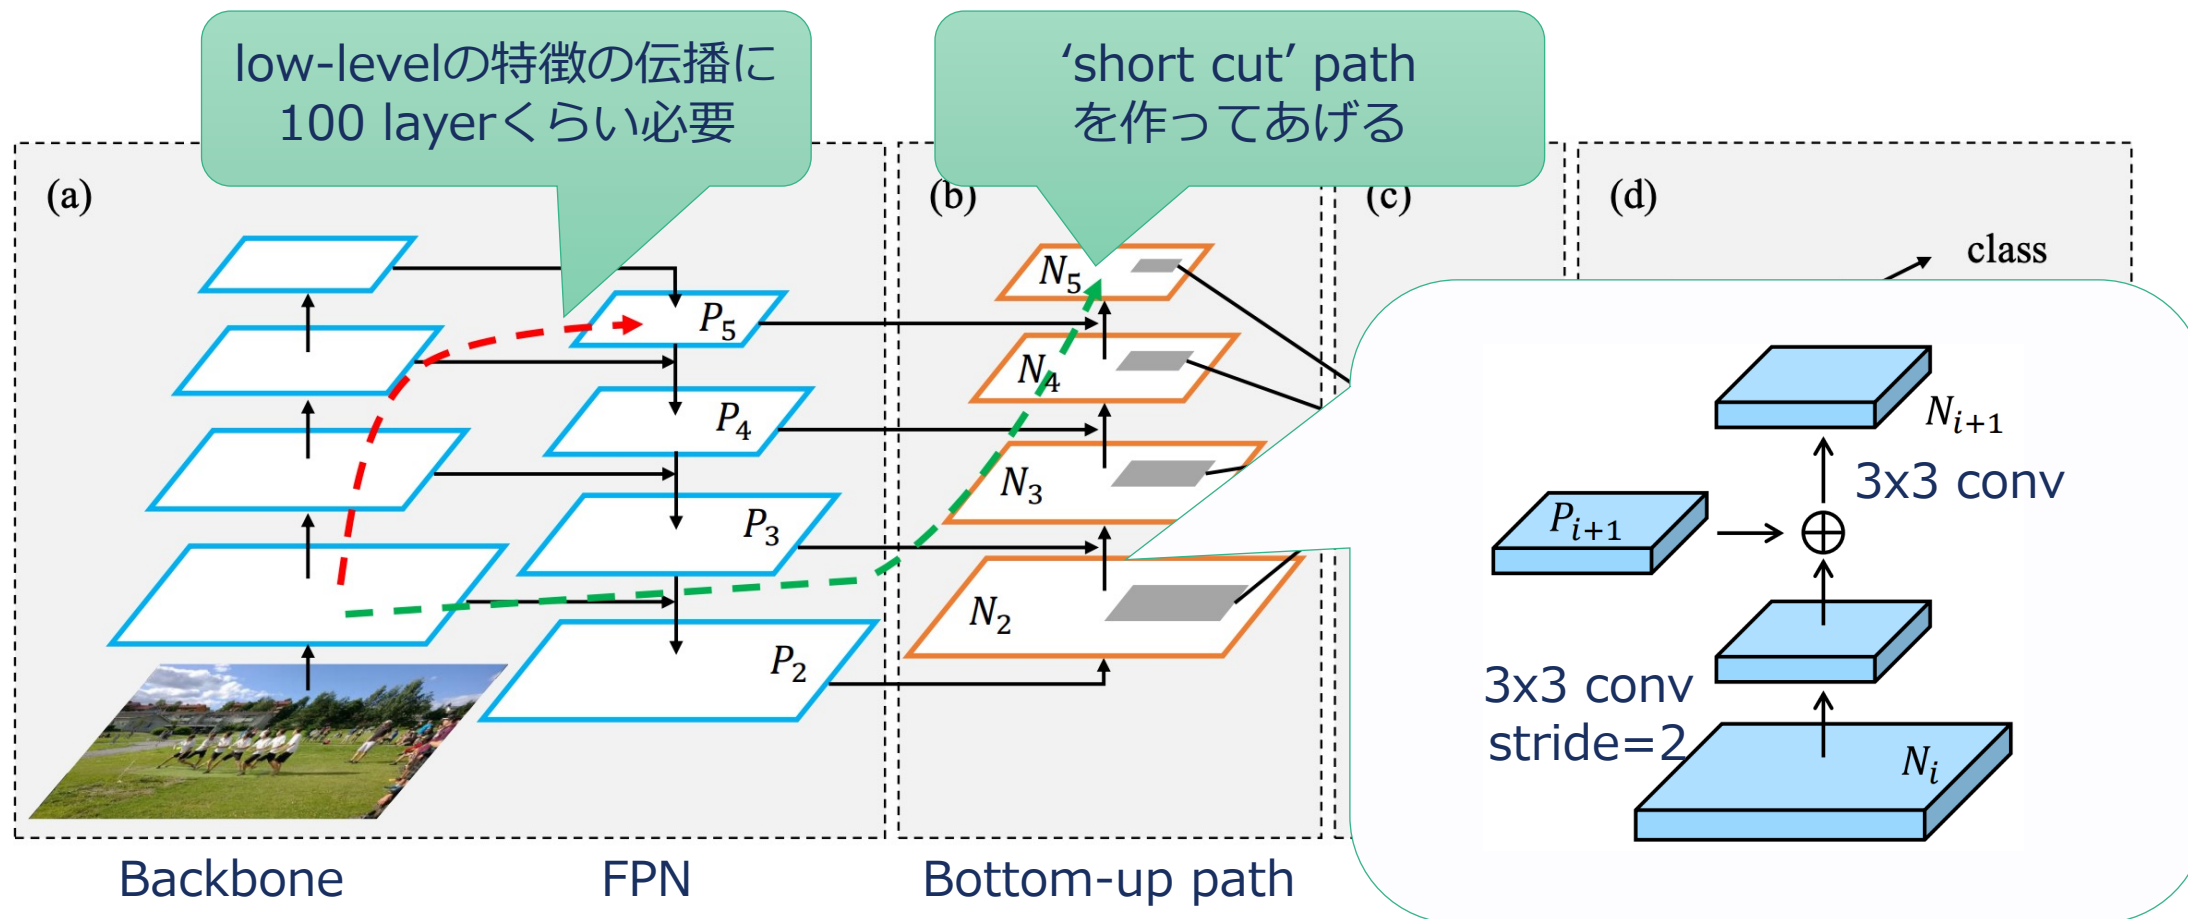 low-levelの特徴の伝播に
100 layerくらい必要
‘short cut’ path
を作ってあげる
(a)
(b)
(c)
(d)
class
P5
P4
P3
P2
N5
N4
N3
N2
Ni+1
3x3 conv
Pi+1
3x3 conv
stride=2
Ni
Backbone
FPN
Bottom-up path